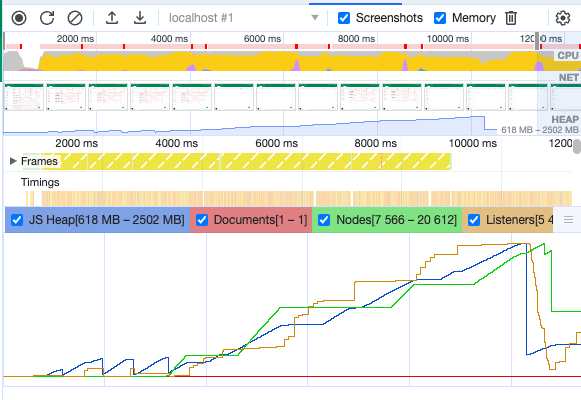 localhost #1 Screenshots Memory
2000 ms 4000 ms 6000 ms 8000 ms 10000 ms
CPU
NET
HEAP
618 MB – 2502 MB
2000 ms 4000 ms 6000 ms 8000 ms 10000 ms 1200
Frames
Timings
JS Heap[618 MB – 2502 MB] Documents[1 – 1] Nodes[7 566 – 20 612] Listeners[5 4